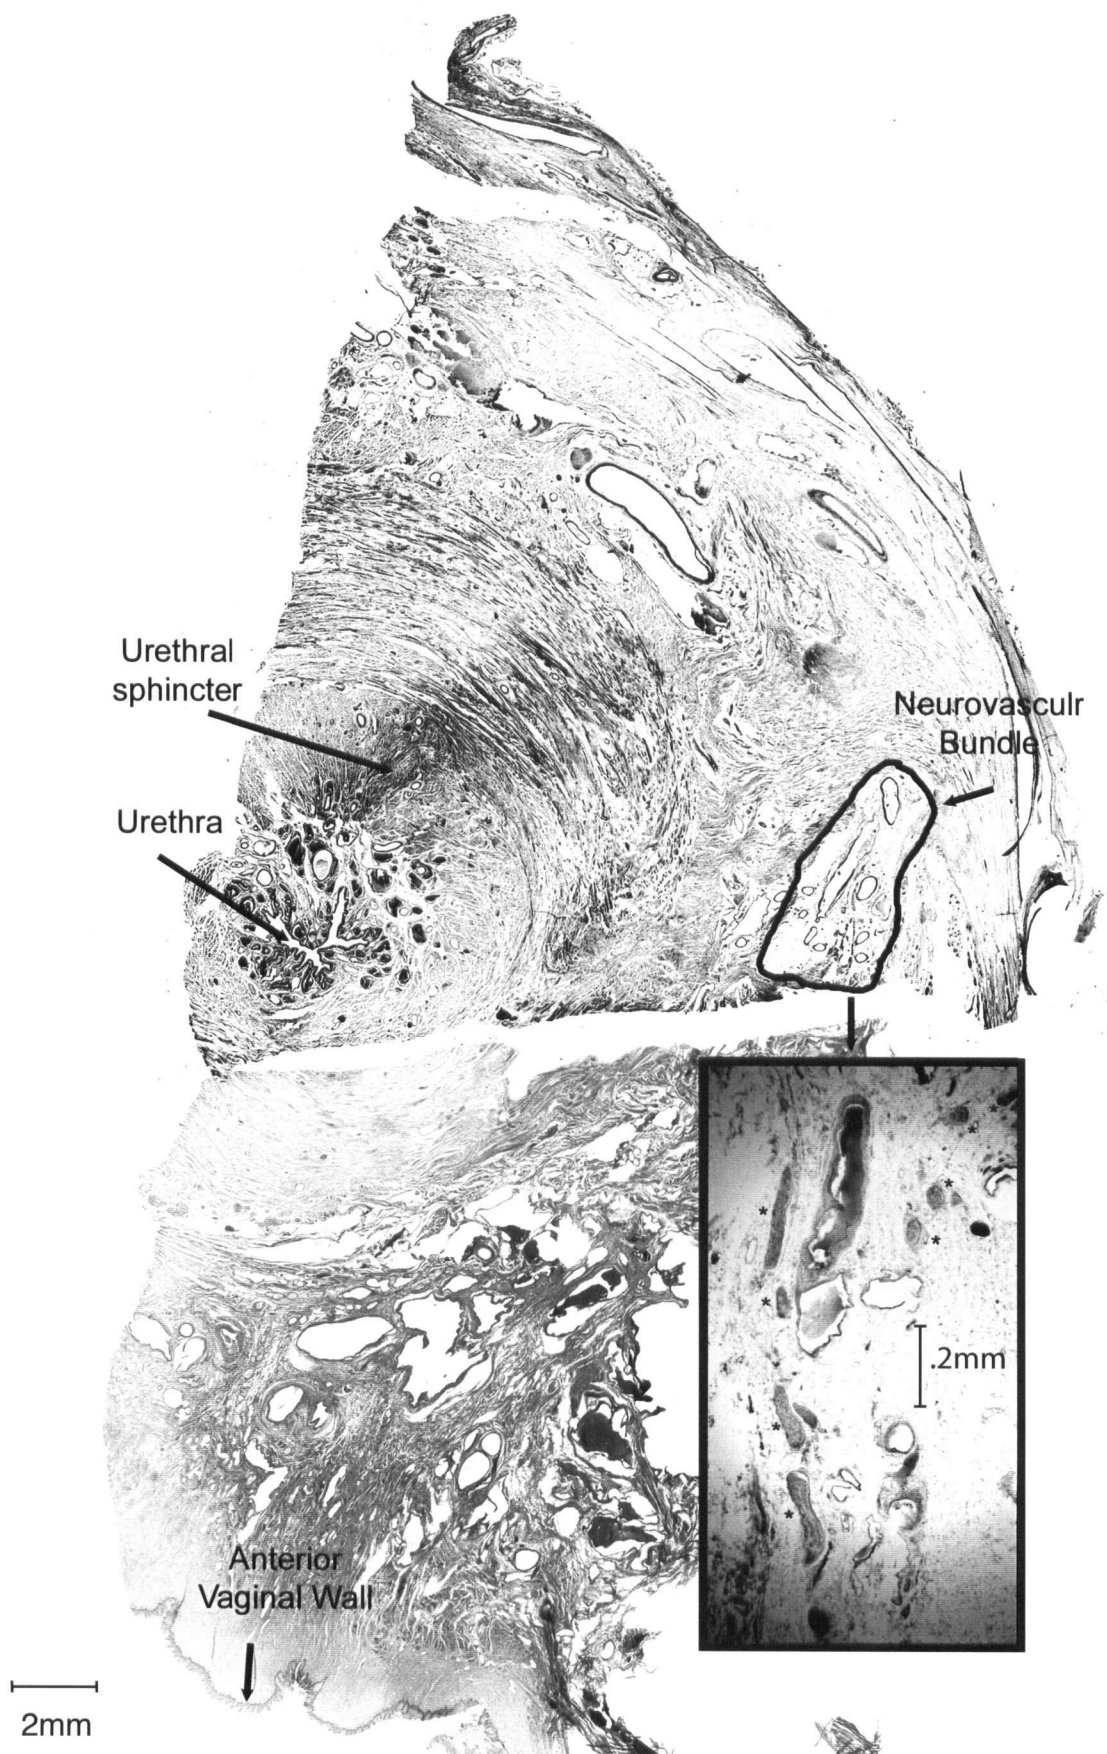 Urethral
sphincter
Neurovasculr
Bundle
Urethra
*
*
*
*
*
*
*
.2mm
*
*
Anterior
Vaginal Wall
2mm